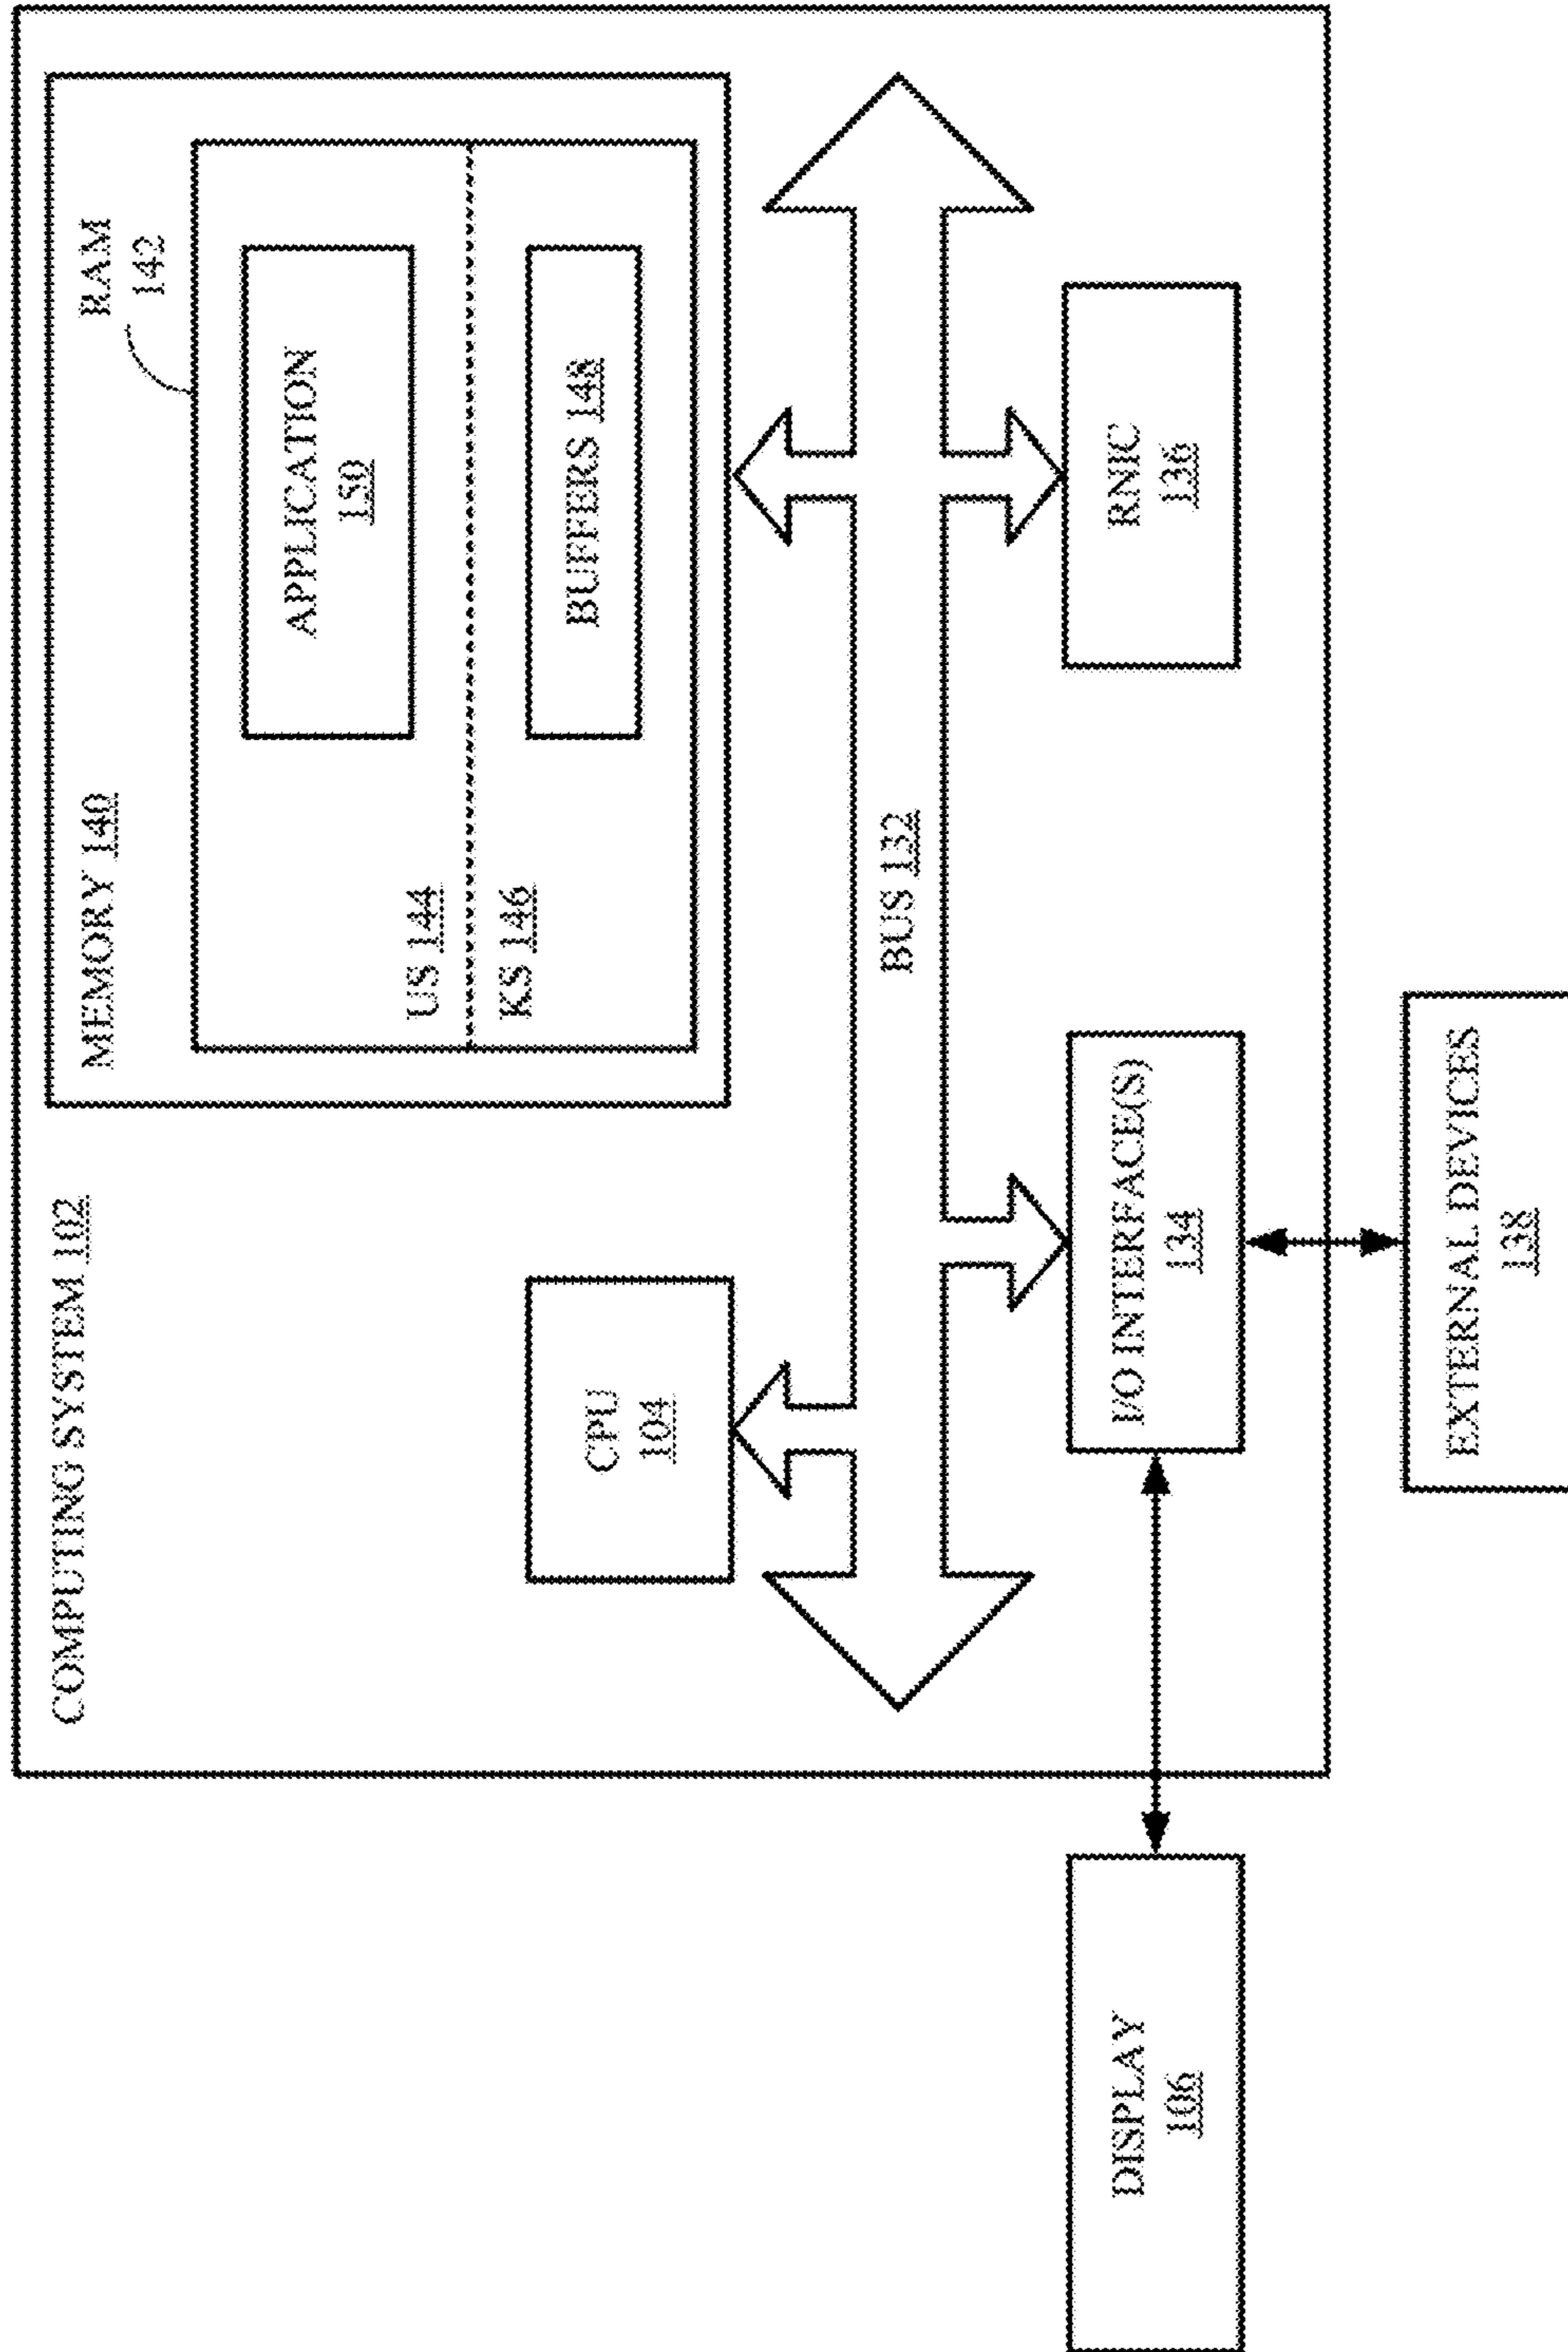 COMPUTING SYSTEM 102
MEMORY 140
RAM
142
APPLICATION
150
US 144
KS 146
BUFFERS 148
CPU
104
BUS 132
DISPLAY
106
I/O INTERFACE(S)
134
RNIC
136
EXTERNAL DEVICES
138